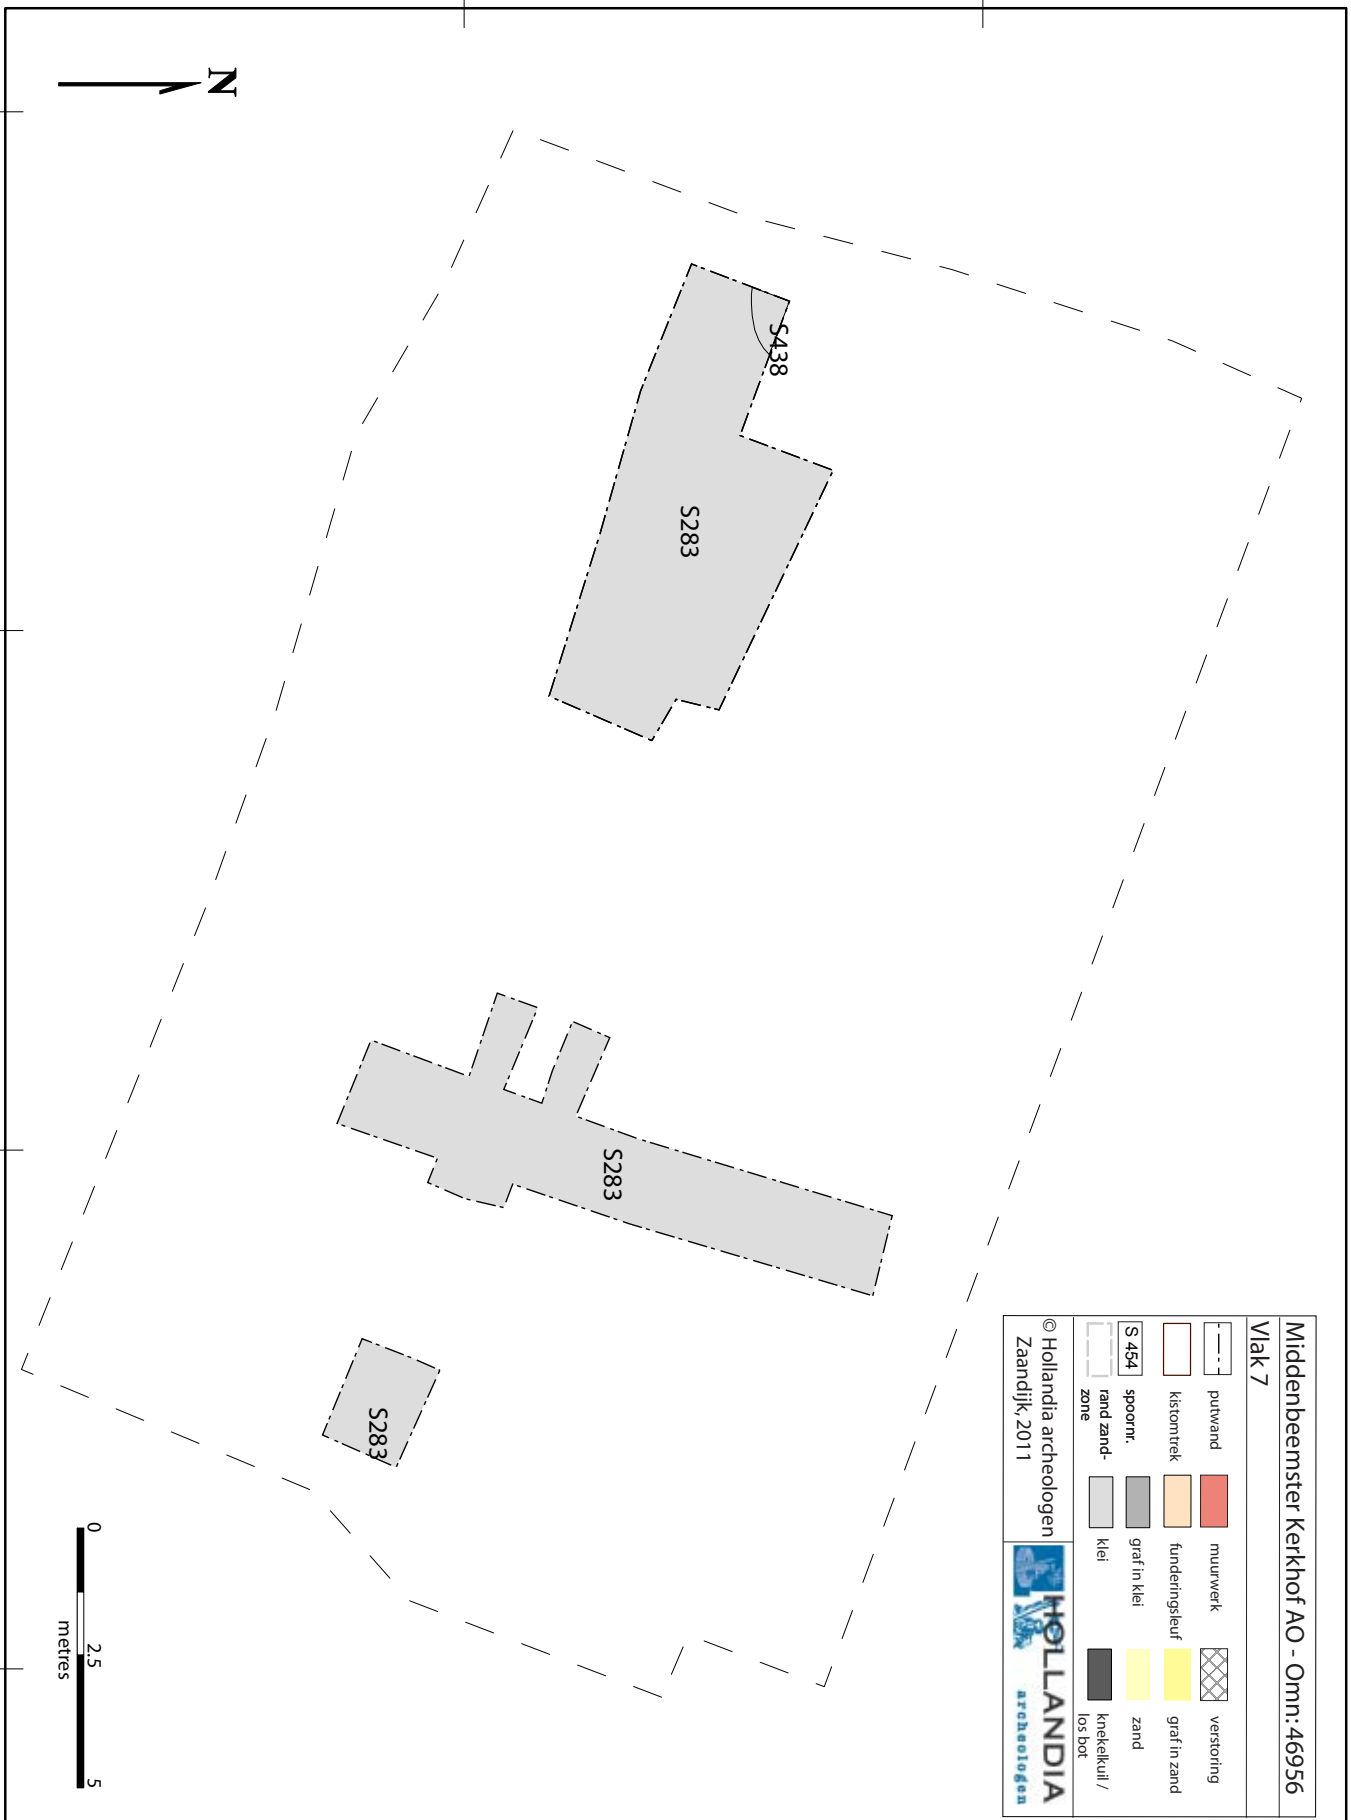 Middenbeemster Kerkhof AO - Omn: 46956
Vlak 7
putwand
muurwerk
verstoring
kistomtrek
funderingsleuf
graf in zand
S 454
spoornr.
graf in klei
zand
rand zand-
zone
klei
knekelkuil /
los bot
© Hollandia archeologen
Zaandijk, 2011
HOLLANDIA
archeologen
N
S438
S283
S283
S283
0
2.5
5
metres